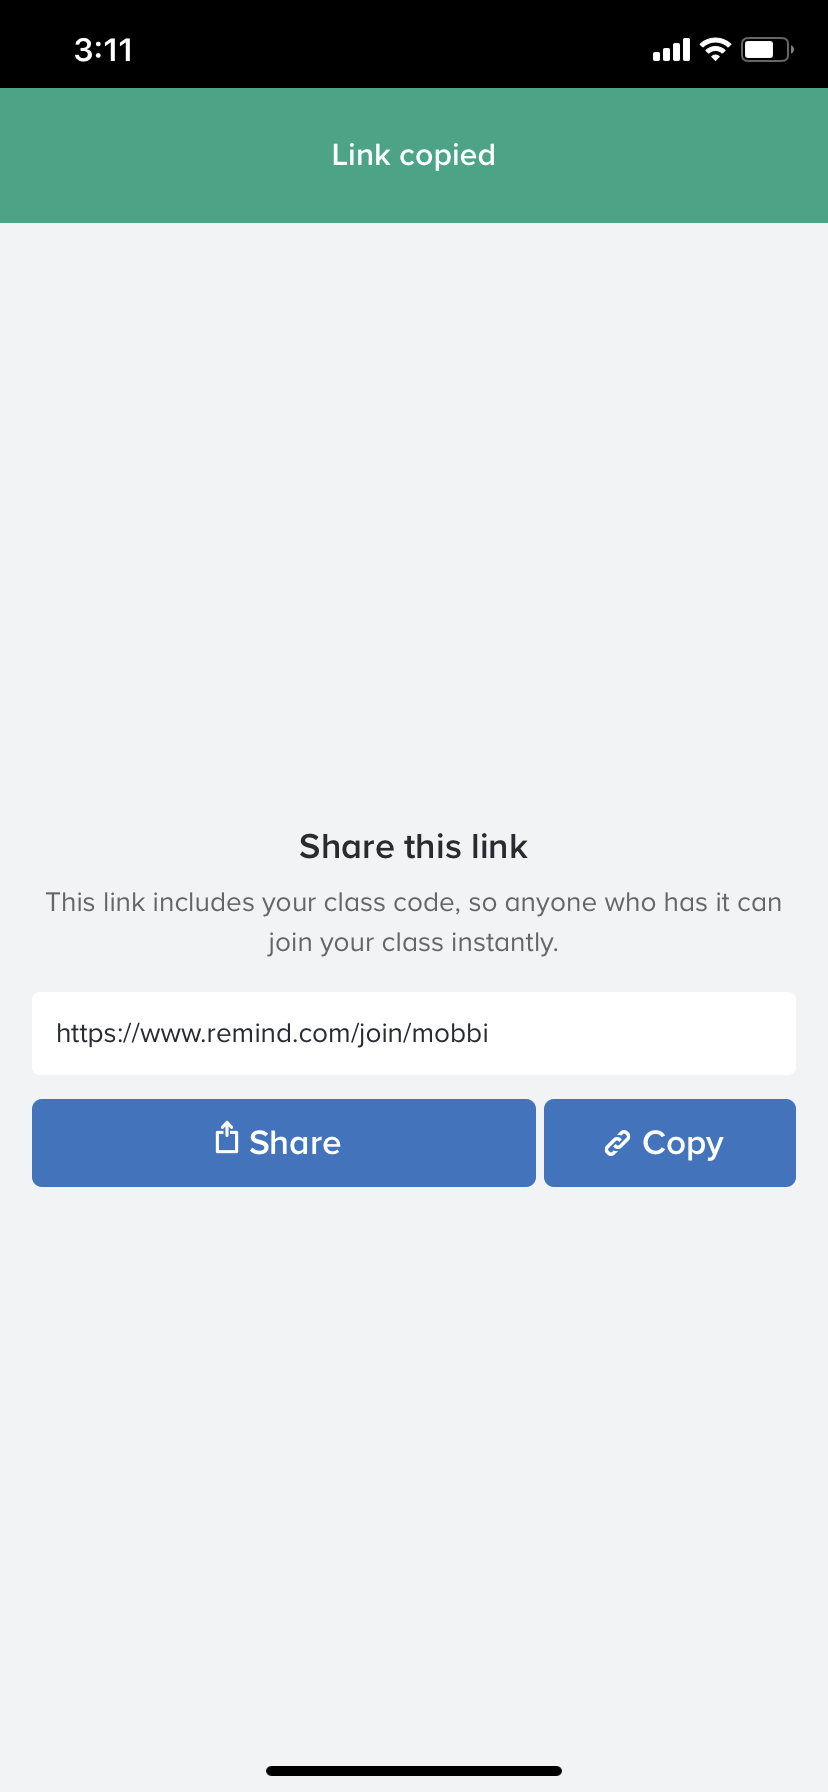 3:11
Link copied
Share this link
This link includes your class code, so anyone who has it can
join your class instantly.
https://www.remind.com/join/mobbi
Share
Copy